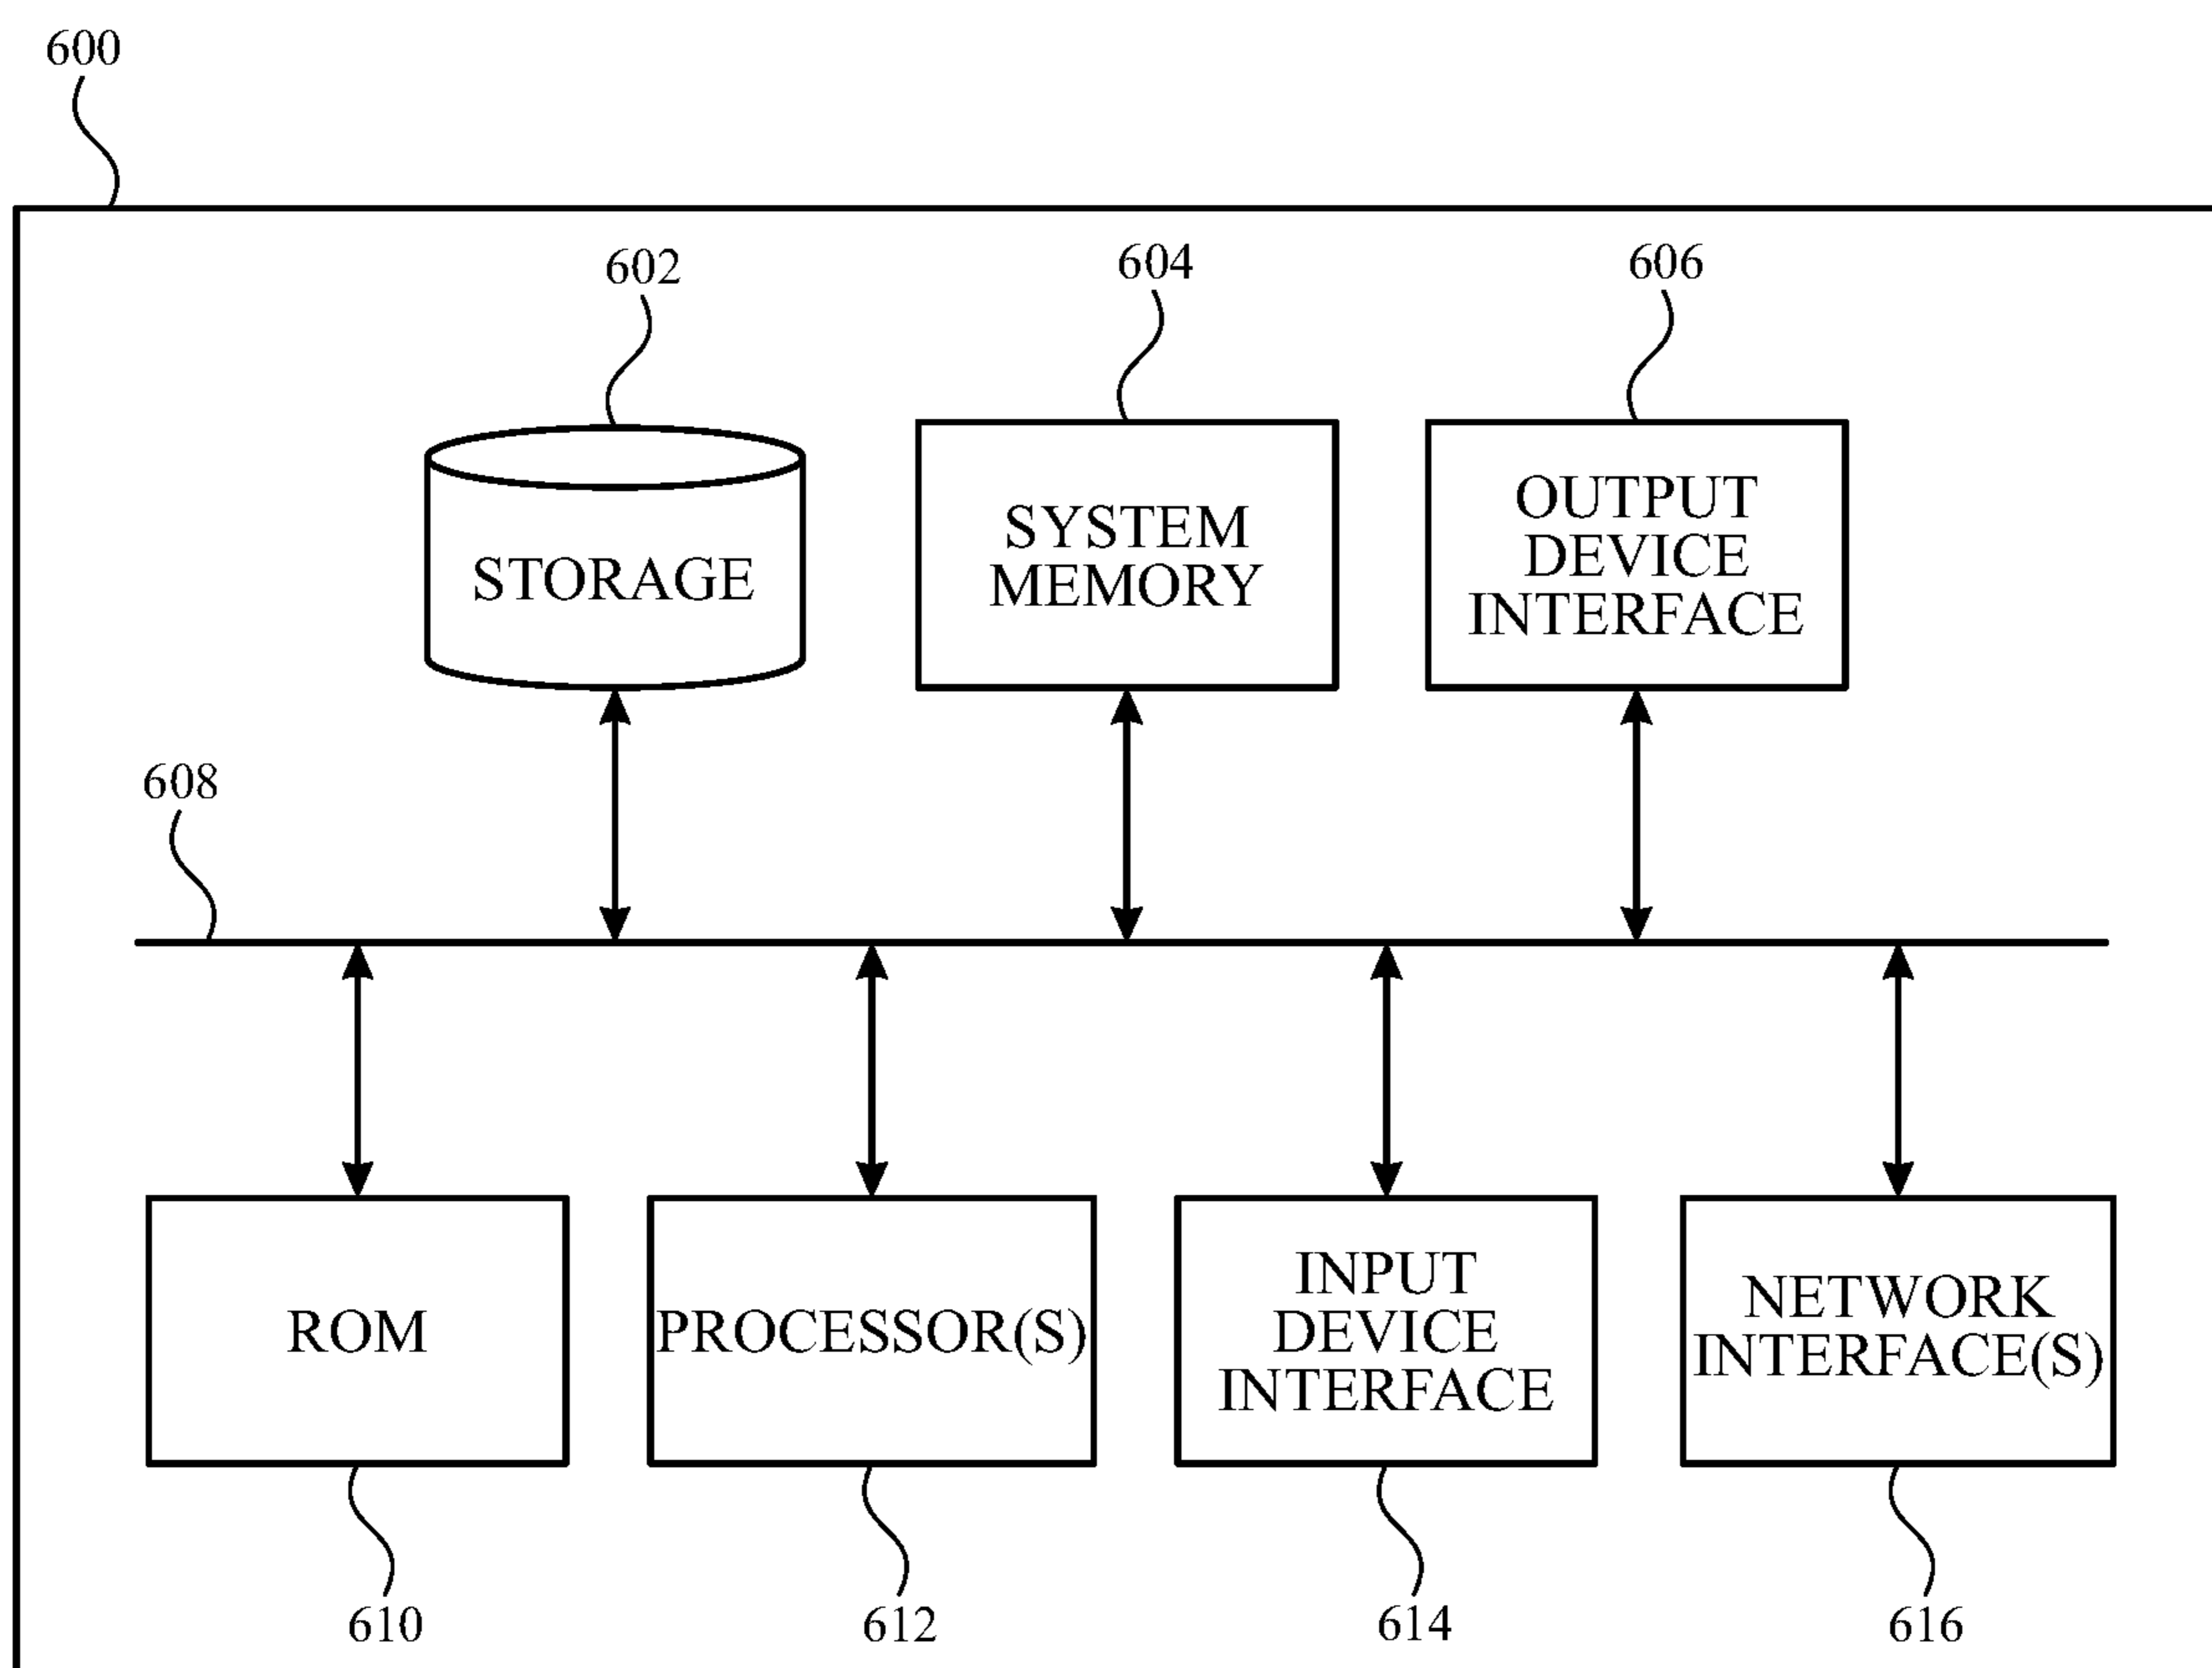 600
602
604
606
STORAGE
SYSTEM
MEMORY
OUTPUT
DEVICE
INTERFACE
608
ROM
PROCESSOR(S)
INPUT
DEVICE
INTERFACE
NETWORK
INTERFACE(S)
610
612
614
616